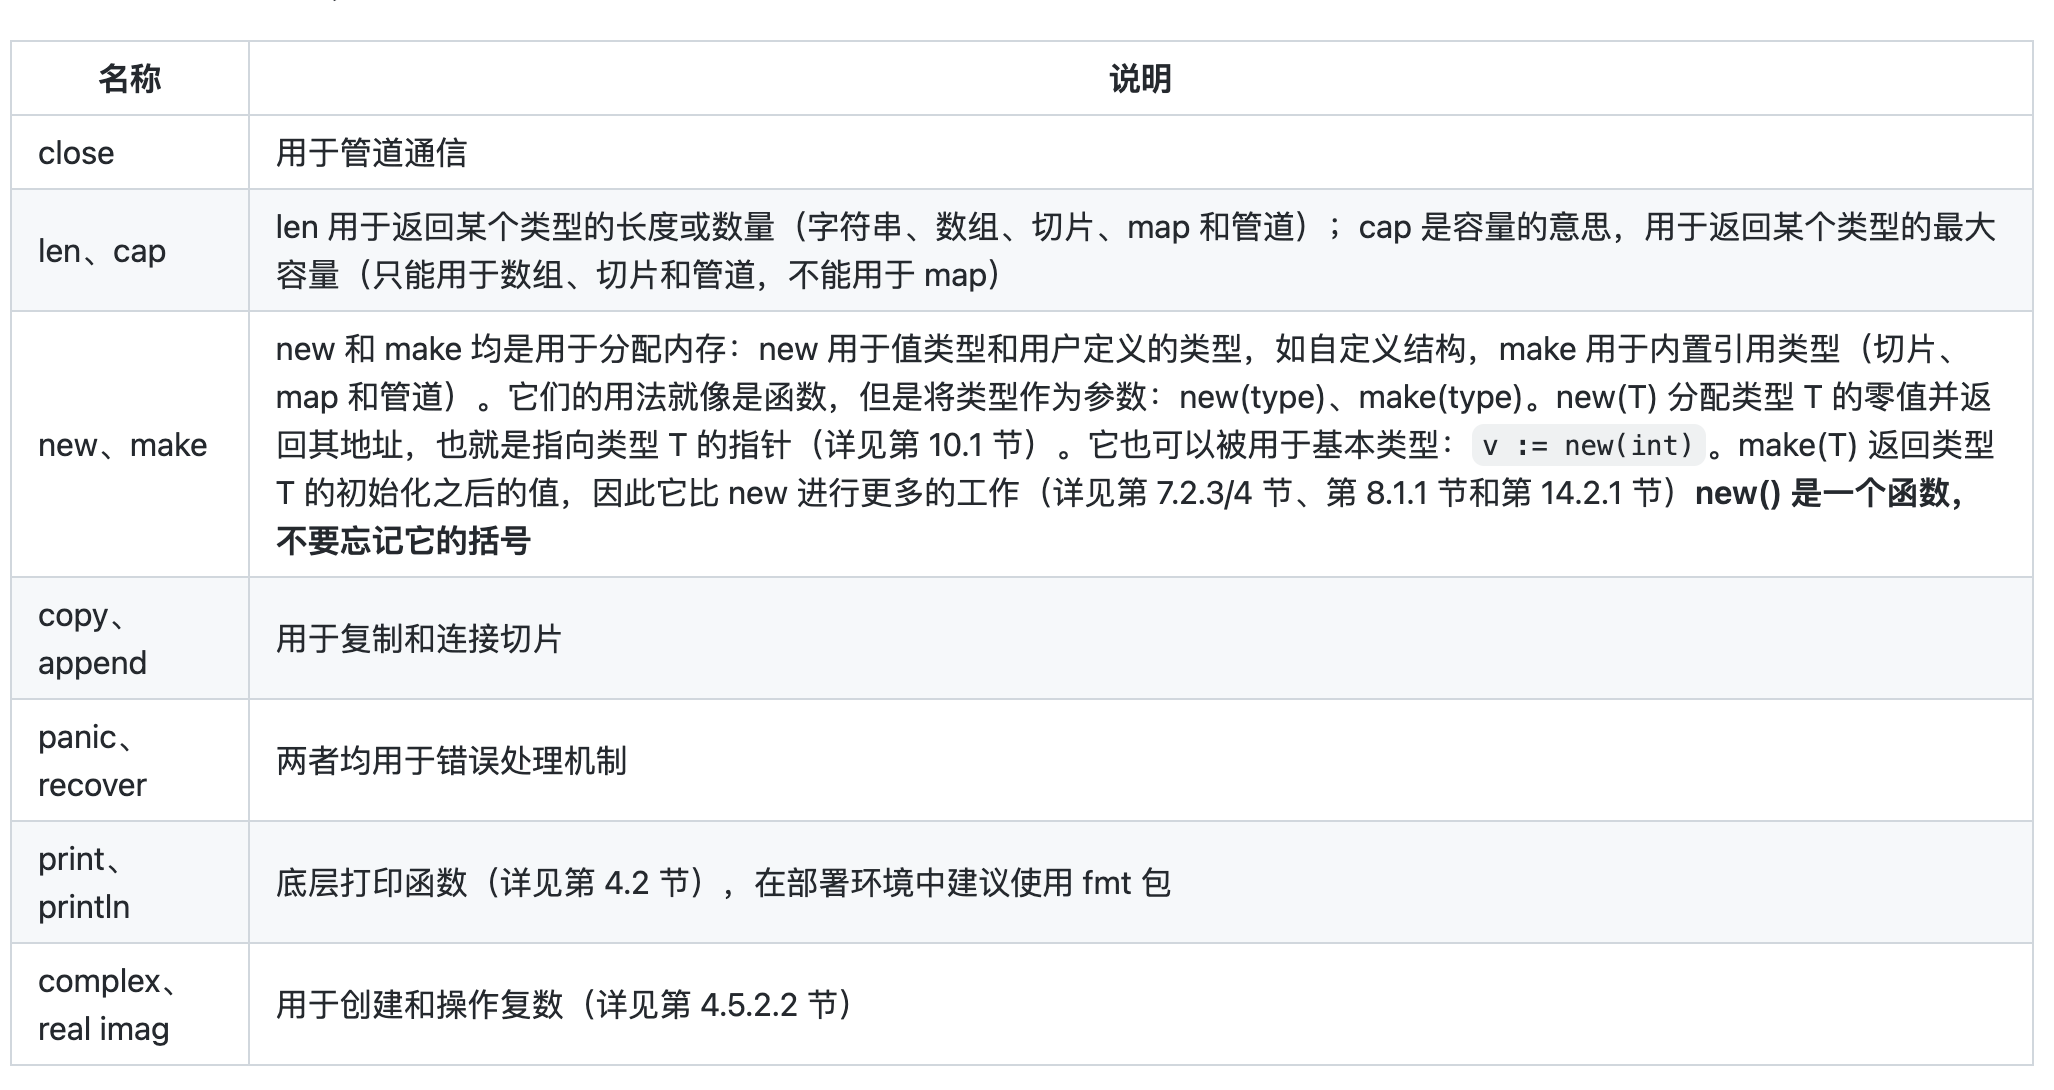 名称 说明
close 用于管道通信
len、cap
len 用于返回某个类型的长度或数量（字符串、数组、切片、map 和管道）；cap 是容量的意思，用于返回某个类型的最大
容量（只能用于数组、切片和管道，不能用于 map）
new、make
new 和 make 均是用于分配内存：new 用于值类型和用户定义的类型，如自定义结构，make 用于内置引用类型（切片、
map 和管道）。它们的用法就像是函数，但是将类型作为参数：new(type)、make(type)。new(T) 分配类型 T 的零值并返
回其地址，也就是指向类型 T 的指针（详见第 10.1 节）。它也可以被用于基本类型：v := new(int)。make(T) 返回类型
T 的初始化之后的值，因此它比 new 进行更多的工作（详见第 7.2.3/4 节、第 8.1.1 节和第 14.2.1 节）new() 是一个函数，
不要忘记它的括号
copy、
append
用于复制和连接切片
panic、
recover
两者均用于错误处理机制
print、
println
底层打印函数（详见第 4.2 节），在部署环境中建议使用 fmt 包
complex、
real imag
用于创建和操作复数（详见第 4.5.2.2 节）